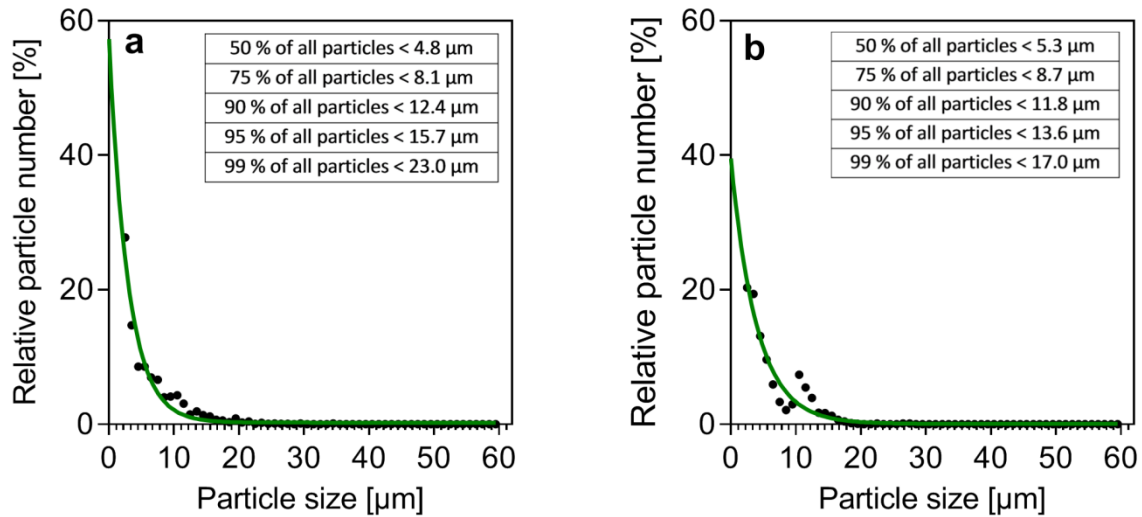 a
50 % of all particles < 4.8 µm
75 % of all particles < 8.1 µm
90 % of all particles < 12.4 µm
95 % of all particles < 15.7 µm
99 % of all particles < 23.0 µm
Relative particle number [%]
60
40
20
0
0 10 20 30 40 50 60
Particle size [µm]
b
50 % of all particles < 5.3 µm
75 % of all particles < 8.7 µm
90 % of all particles < 11.8 µm
95 % of all particles < 13.6 µm
99 % of all particles < 17.0 µm
Relative particle number [%]
60
40
20
0
0 10 20 30 40 50 60
Particle size [µm]